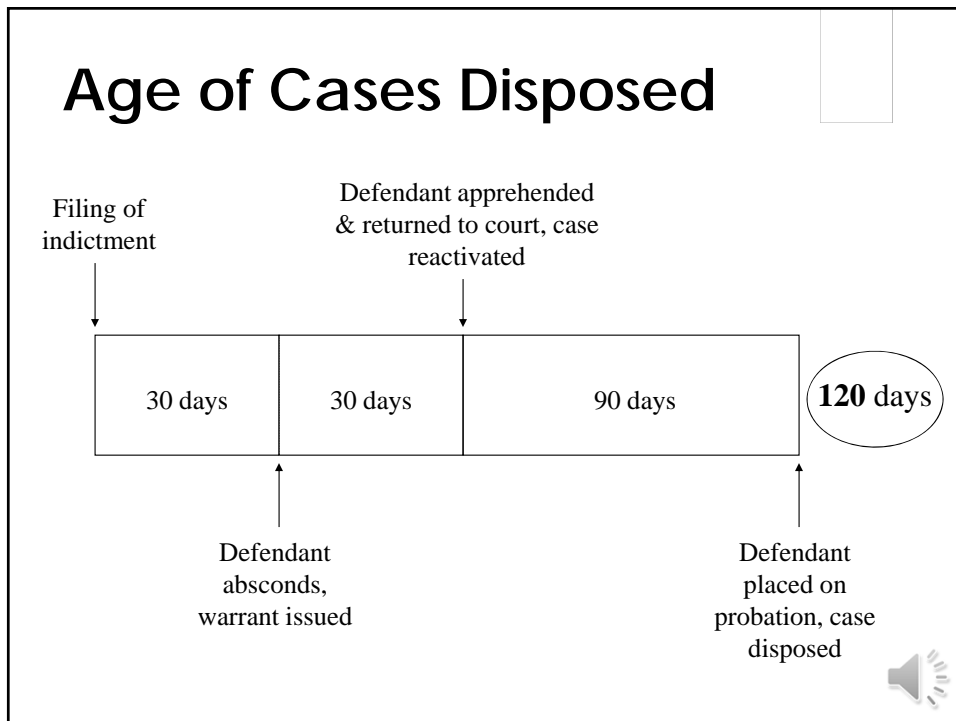 Age of Cases Disposed
Filing of
indictment
Defendant apprehended
& returned to court, case
reactivated
30 days
30 days
90 days
120 days
Defendant
absconds,
warrant issued
Defendant
placed on
probation, case
disposed